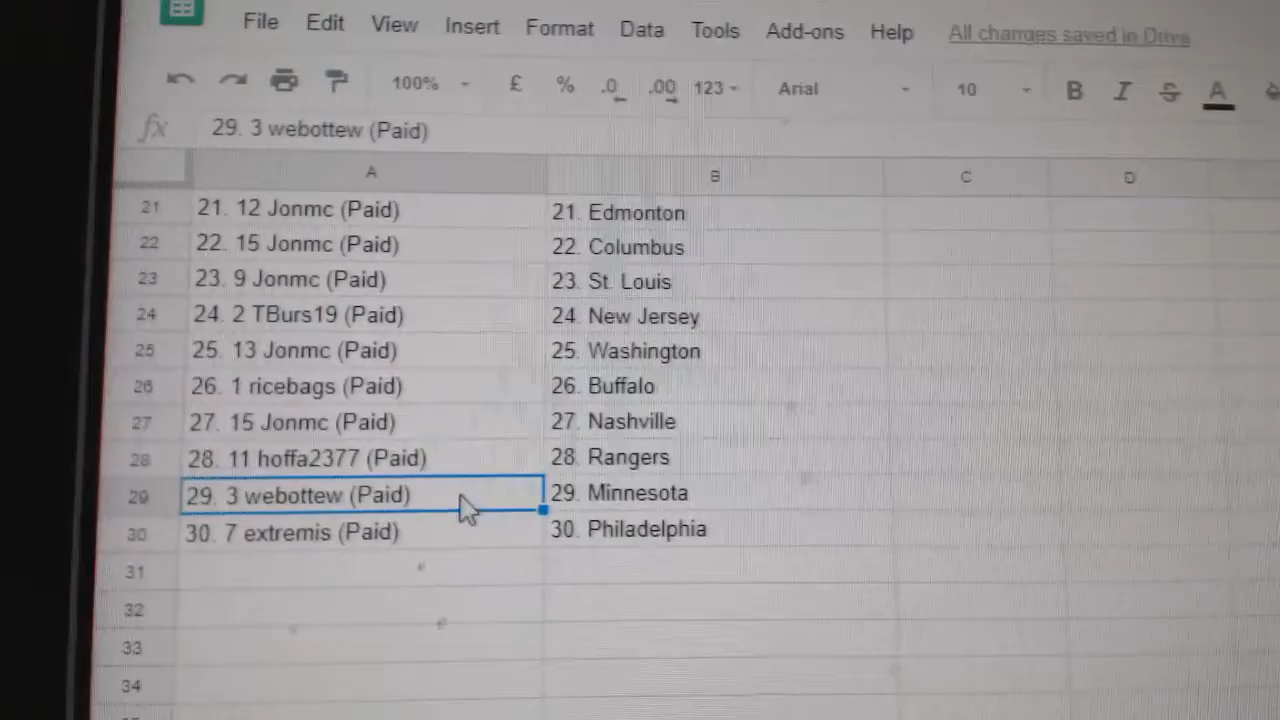 File Edit View Insert Format Data Tools Add-ons Help All changes saved in Drive
100% £ % .0 .00 123 Arial 10 B I S A
fx 29. 3 webottew (Paid)
A B C D
21 21. 12 Jonmc (Paid) 21. Edmonton
22 22. 15 Jonmc (Paid) 22. Columbus
23 23. 9 Jonmc (Paid) 23. St. Louis
24 24. 2 TBurs19 (Paid) 24. New Jersey
25 25. 13 Jonmc (Paid) 25. Washington
26 26. 1 ricebags (Paid) 26. Buffalo
27 27. 15 Jonmc (Paid) 27. Nashville
28 28. 11 hoffa2377 (Paid) 28. Rangers
29 29. 3 webottew (Paid) 29. Minnesota
30 30. 7 extremis (Paid) 30. Philadelphia
31
32
33
34